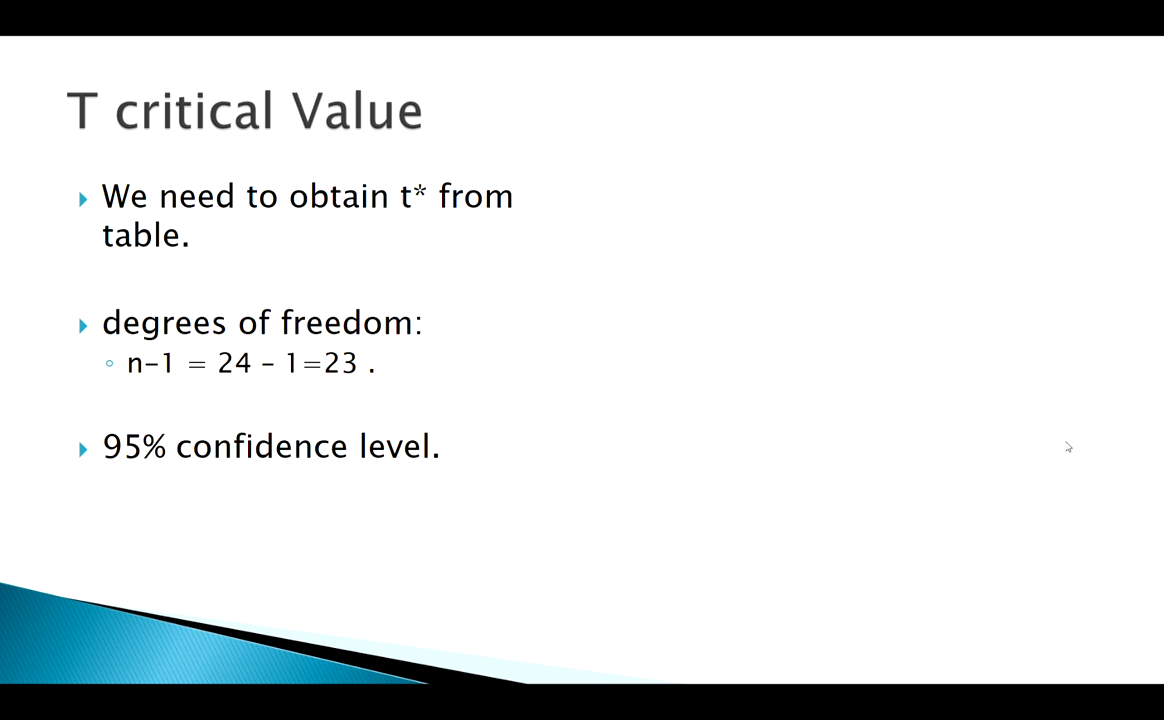 T critical Value
We need to obtain t* from
table.
degrees of freedom:
n-1 = 24 - 1=23 .
95% confidence level.